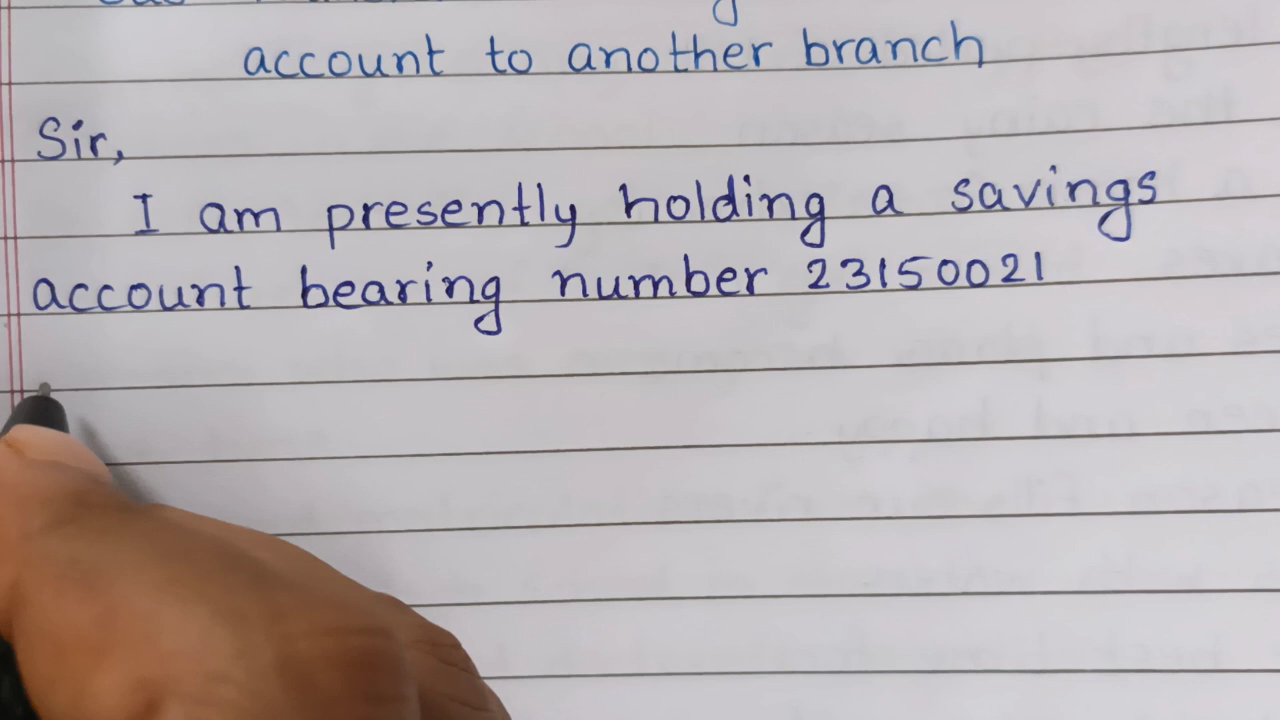 account to another branch
Sir,
I am presently holding a savings
account bearing number 23150021